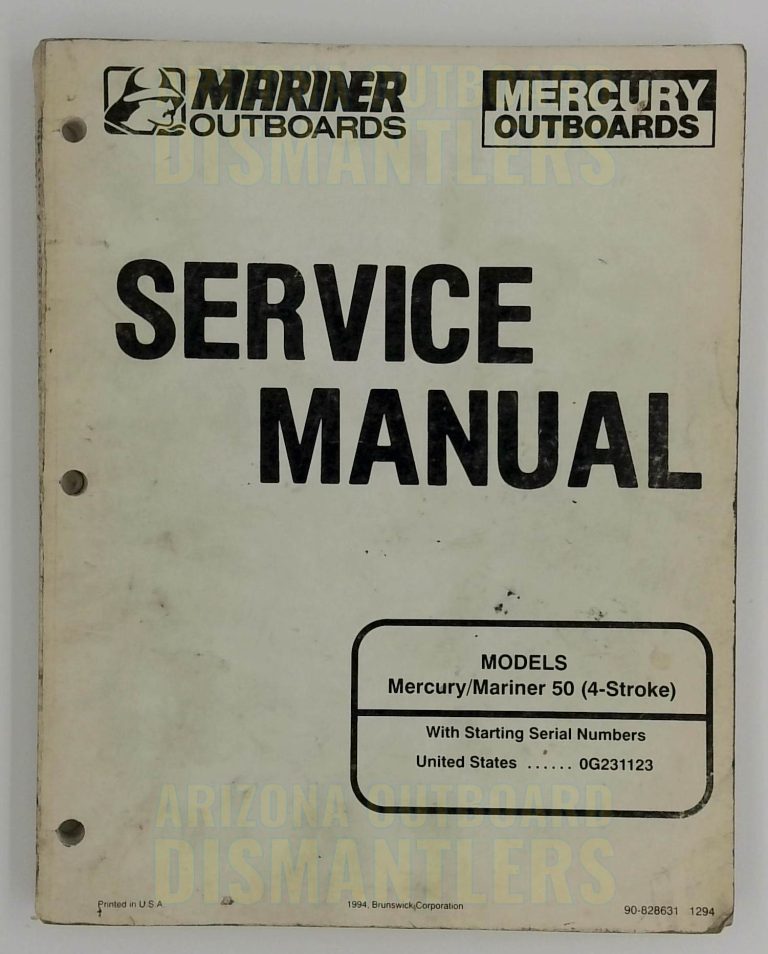 ARIZONA OUTBOARD
DISMANTLERS
MARINER
OUTBOARDS
MERCURY
OUTBOARDS
SERVICE
MANUAL
MODELS
Mercury/Mariner 50 (4-Stroke)
With Starting Serial Numbers
United States ...... 0G231123
ARIZONA OUTBOARD
DISMANTLERS
Printed in U.S.A.
1994, Brunswick Corporation
90-828631 1294